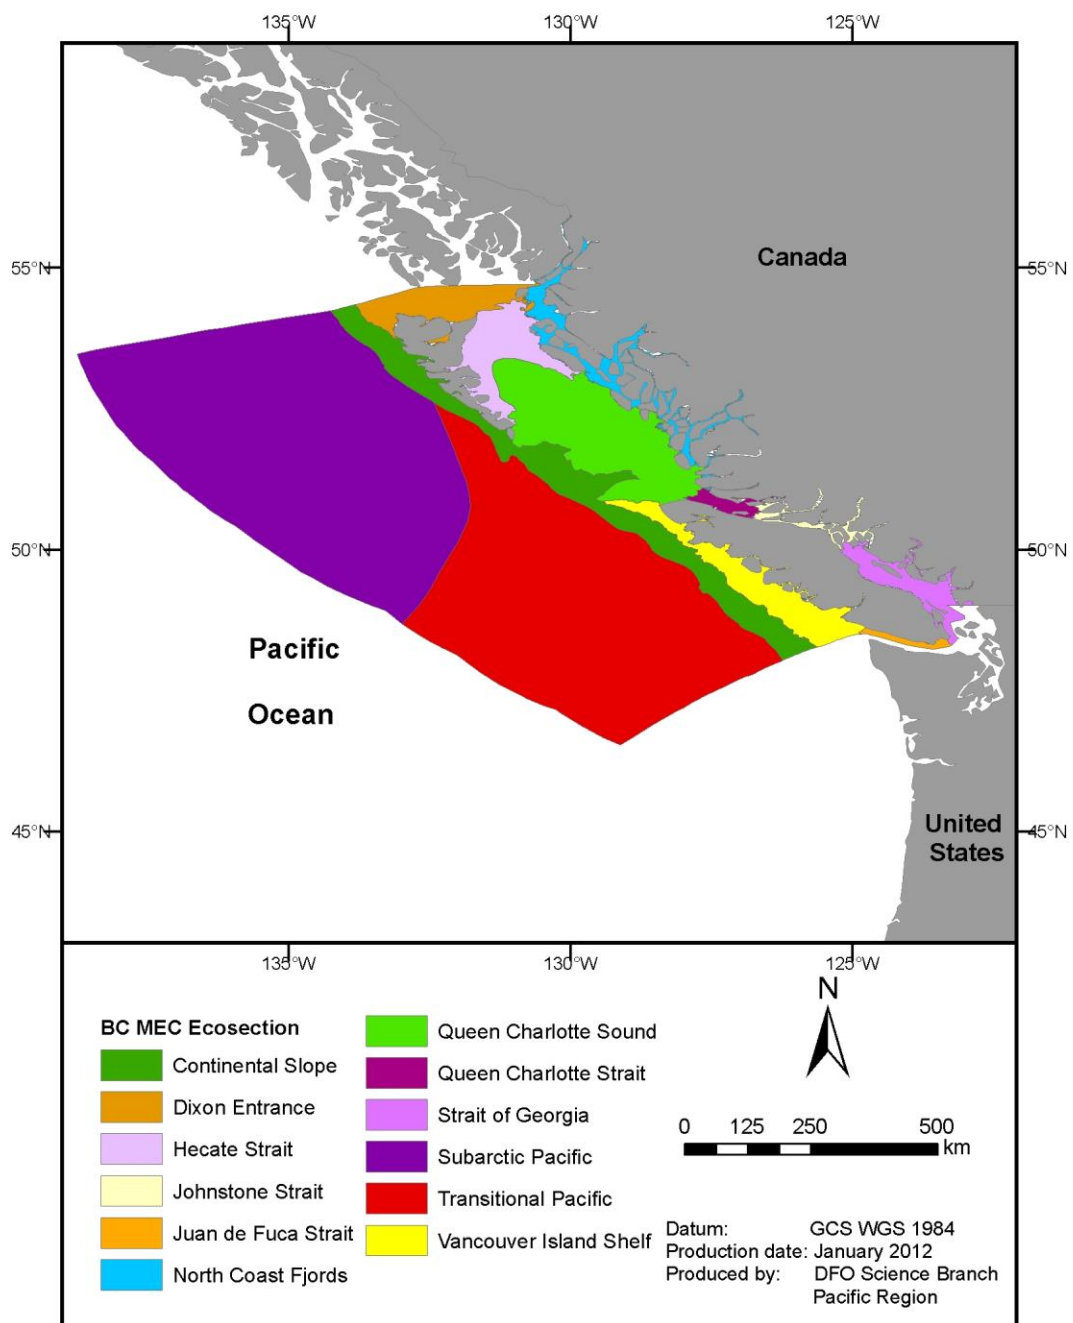 135°W 130°W 125°W
Canada
55°N 55°N
50°N 50°N
Pacific
Ocean
45°N 45°N
United
States
135°W 130°W 125°W
BC MEC Ecosection
Continental Slope
Dixon Entrance
Hecate Strait
Johnstone Strait
Juan de Fuca Strait
North Coast Fjords
Queen Charlotte Sound
Queen Charlotte Strait
Strait of Georgia
Subarctic Pacific
Transitional Pacific
Vancouver Island Shelf
N
0 125 250 500
km
Datum: GCS WGS 1984
Production date: January 2012
Produced by: DFO Science Branch
Pacific Region